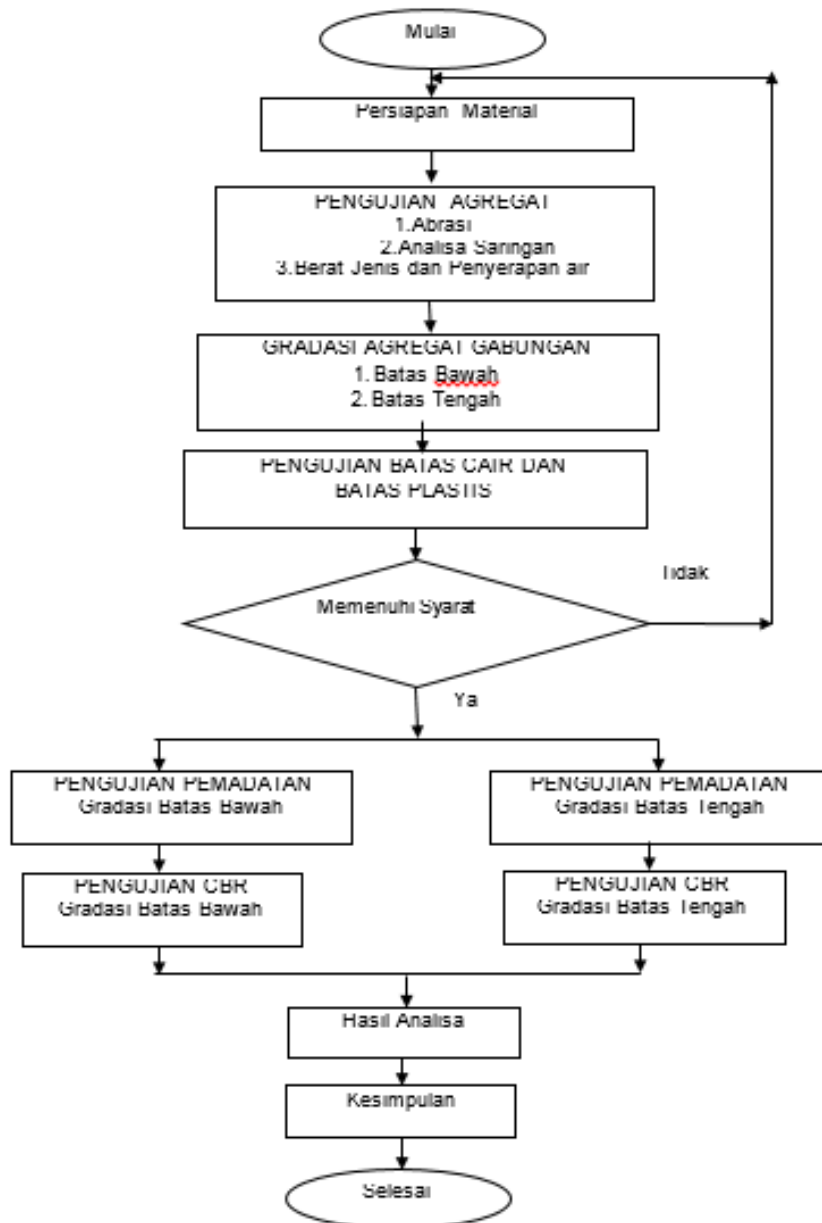 Mulai
Persiapan Material
PENGUJIAN AGREGAT
1.Abrasi
2.Analisa Saringan
3.Berat Jenis dan Penyerapan air
GRADASI AGREGAT GABUNGAN
1. Batas Bawah
2. Batas Tengah
PENGUJIAN BATAS CAIR DAN
BATAS PLASTIS
Memenuhi Syarat
Tidak
Ya
PENGUJIAN PEMADATAN
Gradasi Batas Bawah
PENGUJIAN PEMADATAN
Gradasi Batas Tengah
PENGUJIAN CBR
Gradasi Batas Bawah
PENGUJIAN CBR
Gradasi Batas Tengah
Hasil Analisa
Kesimpulan
Selesai